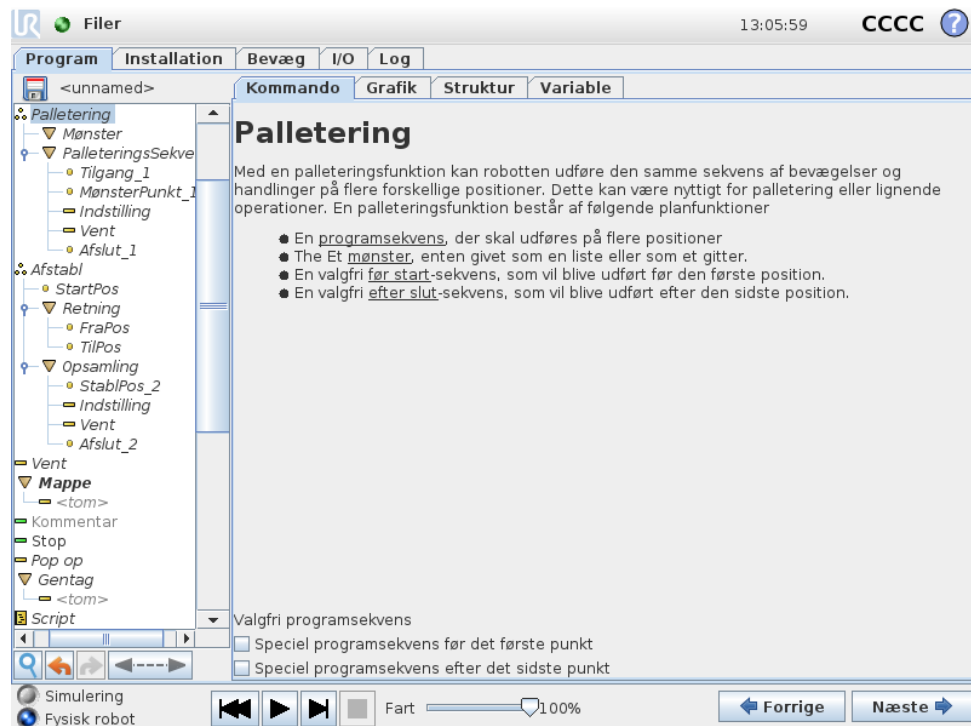 UR Filer 13:05:59 CCCC ?
Program Installation Bevæg I/O Log
<unnamed>
Kommando Grafik Struktur Variable
Palletering
Mønster
PalleteringsSekve
Tilgang_1
MønsterPunkt_1
Indstilling
Vent
Afslut_1
Afstabl
StartPos
Retning
FraPos
TilPos
Opsamling
StablPos_2
Indstilling
Vent
Afslut_2
Vent
Mappe
<tom>
Kommentar
Stop
Pop op
Gentag
<tom>
Script
Palletering
Med en palleteringsfunktion kan robotten udføre den samme sekvens af bevægelser og
handlinger på flere forskellige positioner. Dette kan være nyttigt for palletering eller lignende
operationer. En palleteringsfunktion består af følgende planfunktioner
En programsekvens, der skal udføres på flere positioner
The Et mønster, enten givet som en liste eller som et gitter.
En valgfri før start-sekvens, som vil blive udført før den første position.
En valgfri efter slut-sekvens, som vil blive udført efter den sidste position.
Valgfri programsekvens
Speciel programsekvens før det første punkt
Speciel programsekvens efter det sidste punkt
Simulering
Fysisk robot
Fart 100%
Forrige Næste